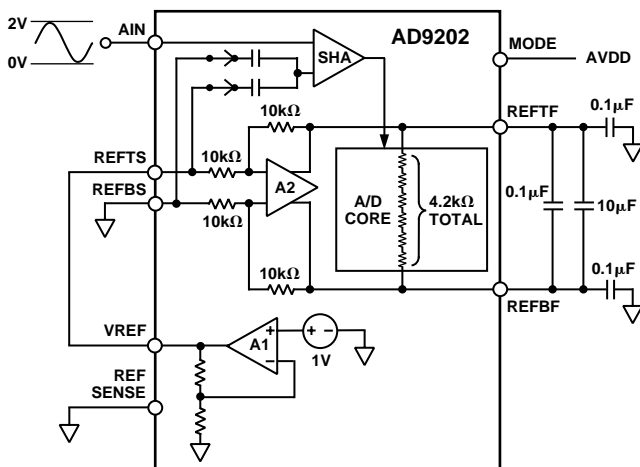 2V
0V
AIN
SHA
AD9202
MODE
AVDD
10kΩ
REFTF
0.1μF
REFTS
10kΩ
REFBS
10kΩ
A2
A/D
CORE
4.2kΩ
TOTAL
0.1μF
10μF
10kΩ
0.1μF
REFBF
VREF
A1
+
−
+ −
1V
REF
SENSE